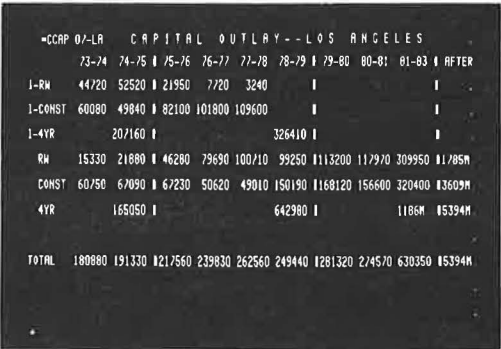 =CCAP 07-LA CAPITAL OUTLAY--LOS ANGELES
73-74 74-75 | 75-76 76-77 77-78 78-79 | 79-80 80-81 81-83 | AFTER
1-RW 44720 52520 | 21950 7720 3240 | |
1-CONST 60080 49840 | 82100 101800 109600 | |
1-4YR 207160 | 326410 | |
RW 15330 21880 | 46280 79690 100710 99250 |113200 117970 309950 |1785M
CONST 60750 67090 | 67230 50620 49010 150190 |168120 156600 320400 |3609M
4YR 165050 | 642980 | 1186M |5394M
TOTAL 180880 191330 |217560 239830 262560 249440 |281320 274570 630350 |5394M